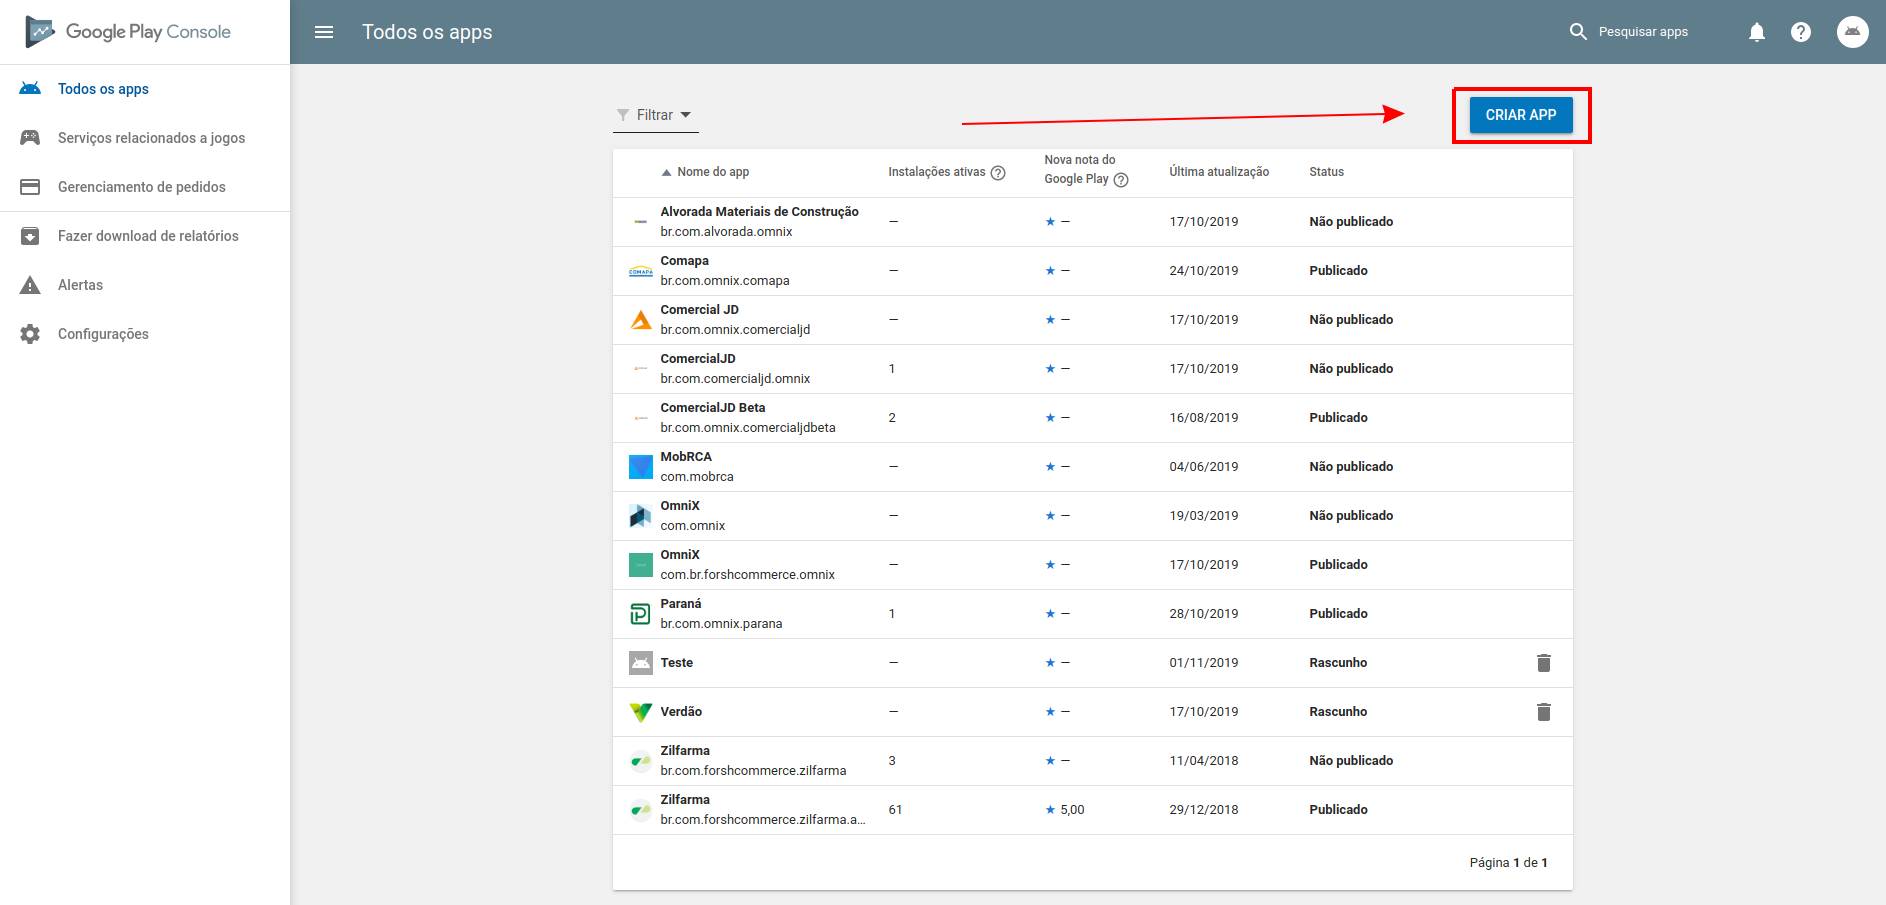 Google Play Console
Todos os apps
Pesquisar apps
Todos os apps
Serviços relacionados a jogos
Gerenciamento de pedidos
Fazer download de relatórios
Alertas
Configurações
Filtrar
CRIAR APP
Nome do app
Instalações ativas
Nova nota do
Google Play
Última atualização
Status
Alvorada Materiais de Construção
br.com.alvorada.omnix
— — 17/10/2019 Não publicado
COMAPA
Comapa
br.com.omnix.comapa
— — 24/10/2019 Publicado
Comercial JD
br.com.omnix.comercialjd
— — 17/10/2019 Não publicado
ComercialJD
br.com.comercialjd.omnix
1 — 17/10/2019 Não publicado
ComercialJD Beta
br.com.omnix.comercialjdbeta
2 — 16/08/2019 Publicado
MobRCA
com.mobrca
— — 04/06/2019 Não publicado
OmniX
com.omnix
— — 19/03/2019 Não publicado
OmniX
com.br.forshcommerce.omnix
— — 17/10/2019 Publicado
Paraná
br.com.omnix.parana
1 — 28/10/2019 Publicado
Teste — — 01/11/2019 Rascunho
Verdão — — 17/10/2019 Rascunho
Zilfarma
br.com.forshcommerce.zilfarma
3 — 11/04/2018 Não publicado
Zilfarma
br.com.forshcommerce.zilfarma.a...
61 5,00 29/12/2018 Publicado
Página 1 de 1